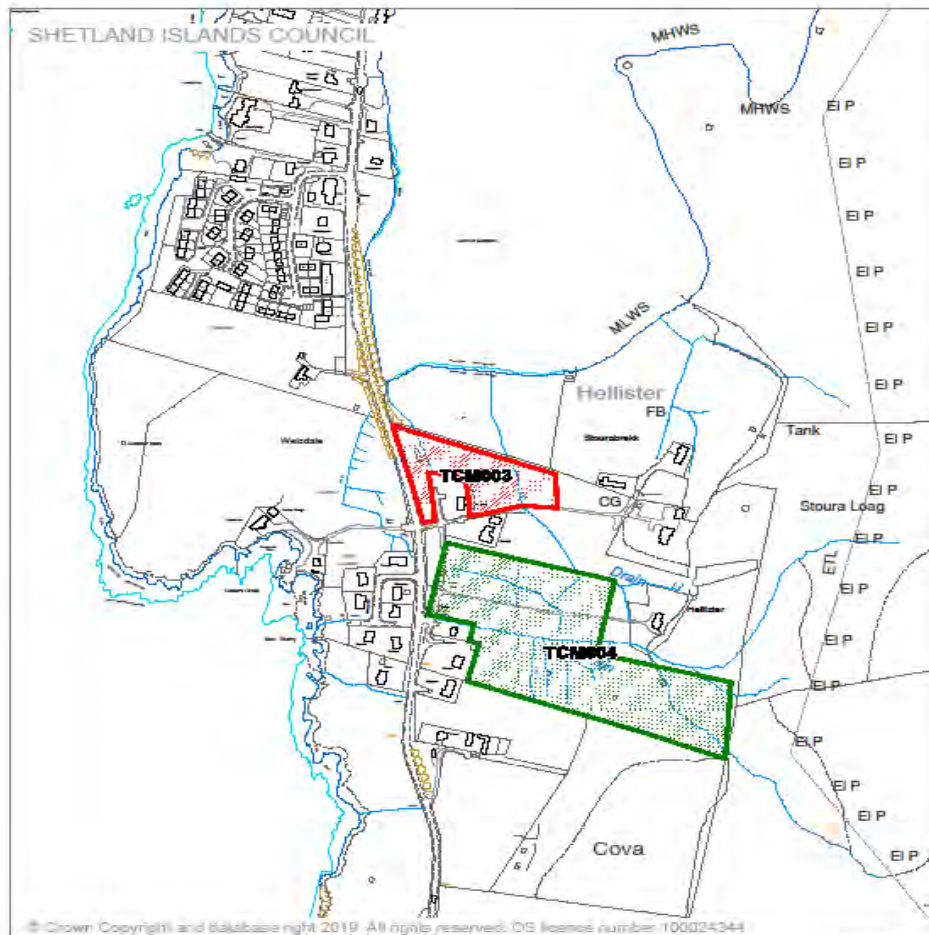 SHETLAND ISLANDS COUNCIL
MHWS
MHWS
El P
El P
El P
El P
MLWS
El P
Hellister
FB
Stourabrekk
Tank
El P
Weisdale
TCM003
CG
El P
Stoura Loag
El P
ETL
Drain
El P
Hellister
El P
TCM004
El P
El P
El P
El P
Cova
El P
© Crown Copyright and database right 2019. All rights reserved. OS licence number 100024344